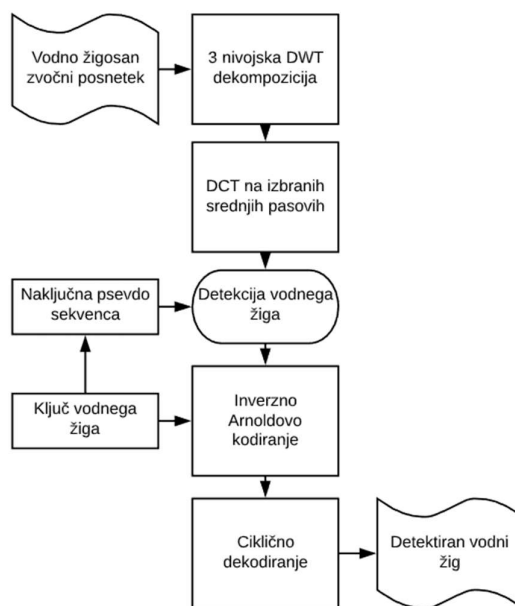 Vodno žigosan
zvočni posnetek
3 nivojska DWT
dekompozicija
DCT na izbranih
srednjih pasovih
Naključna psevdo
sekvenca
Detekcija vodnega
žiga
Ključ vodnega
žiga
Inverzno
Arnoldovo
kodiranje
Ciklično
dekodiranje
Detektiran vodni
žig